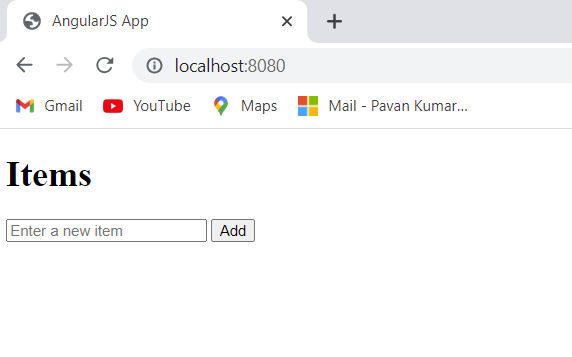 AngularJS App
localhost:8080
Gmail YouTube Maps Mail - Pavan Kumar...
Items
Enter a new item Add